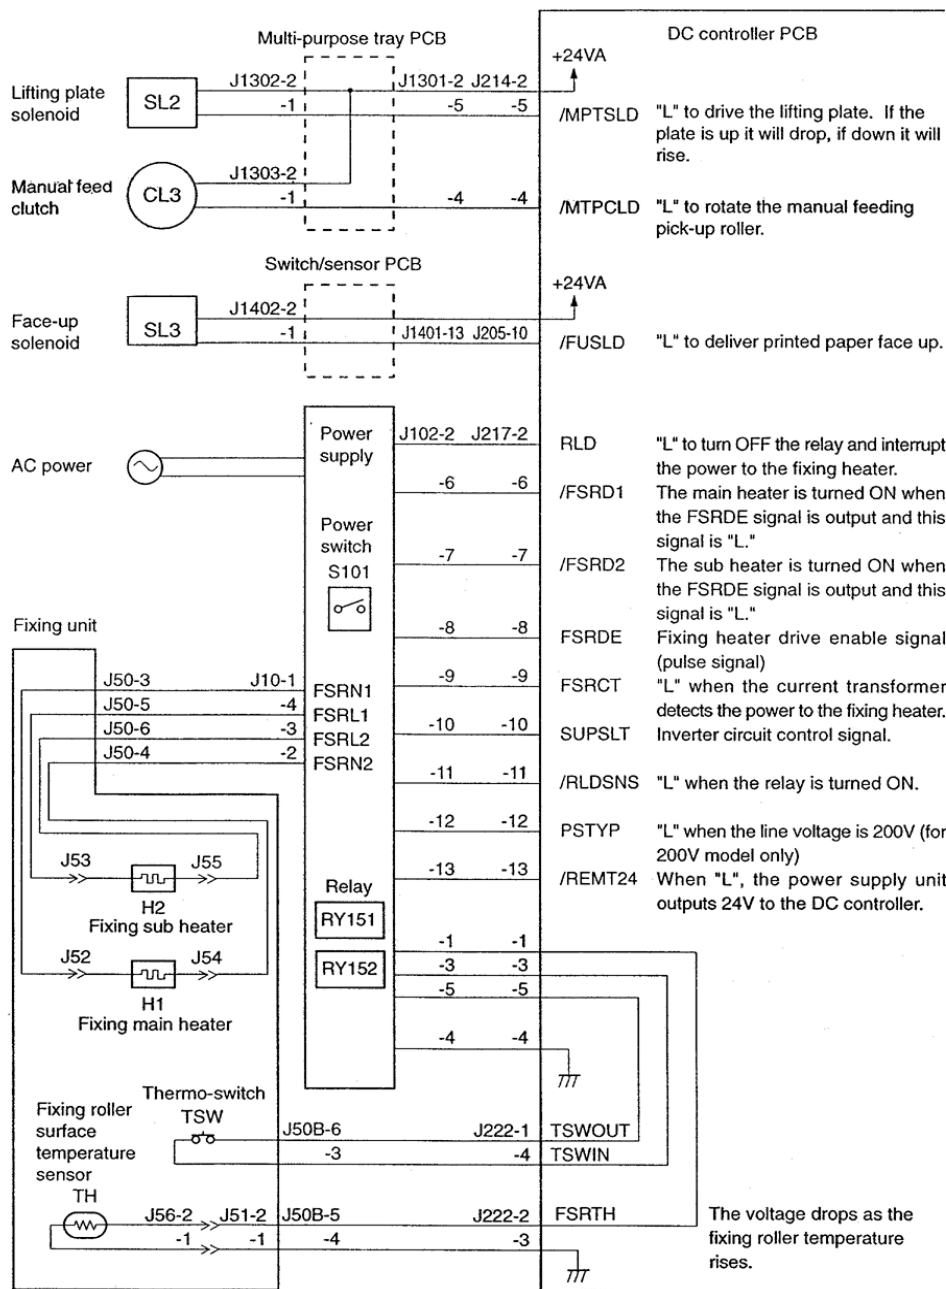 Multi-purpose tray PCB
DC controller PCB
+24VA
Lifting plate
solenoid
SL2
J1302-2
J1301-2 J214-2
-1
-5
-5
/MPTSLD
"L" to drive the lifting plate. If the
plate is up it will drop, if down it will
rise.
Manual feed
clutch
CL3
J1303-2
-1
-4
-4
/MTPCLD
"L" to rotate the manual feeding
pick-up roller.
Switch/sensor PCB
+24VA
Face-up
solenoid
SL3
J1402-2
-1
J1401-13 J205-10
/FUSLD
"L" to deliver printed paper face up.
AC power
Power
supply
J102-2 J217-2
RLD
"L" to turn OFF the relay and interrupt
the power to the fixing heater.
-6
-6
/FSRD1
The main heater is turned ON when
the FSRDE signal is output and this
signal is "L."
Power
switch
S101
-7
-7
/FSRD2
The sub heater is turned ON when
the FSRDE signal is output and this
signal is "L."
-8
-8
FSRDE
Fixing heater drive enable signal
(pulse signal)
Fixing unit
J50-3
J10-1
FSRN1
J50-5
-4
FSRL1
J50-6
-3
FSRL2
J50-4
-2
FSRN2
-9
-9
FSRCT
"L" when the current transformer
detects the power to the fixing heater.
-10
-10
SUPSLT
Inverter circuit control signal.
-11
-11
/RLDSNS
"L" when the relay is turned ON.
-12
-12
PSTYP
"L" when the line voltage is 200V (for
200V model only)
-13
-13
/REMT24
When "L", the power supply unit
outputs 24V to the DC controller.
J53
J55
H2
Fixing sub heater
J52
J54
H1
Fixing main heater
Relay
RY151
RY152
-1
-1
-3
-3
-5
-5
-4
-4
Thermo-switch
TSW
J50B-6
J222-1
TSWOUT
-3
-4
TSWIN
Fixing roller
surface
temperature
sensor
TH
J56-2
J51-2
J50B-5
J222-2
FSRTH
-1
-1
-4
-3
The voltage drops as the
fixing roller temperature
rises.